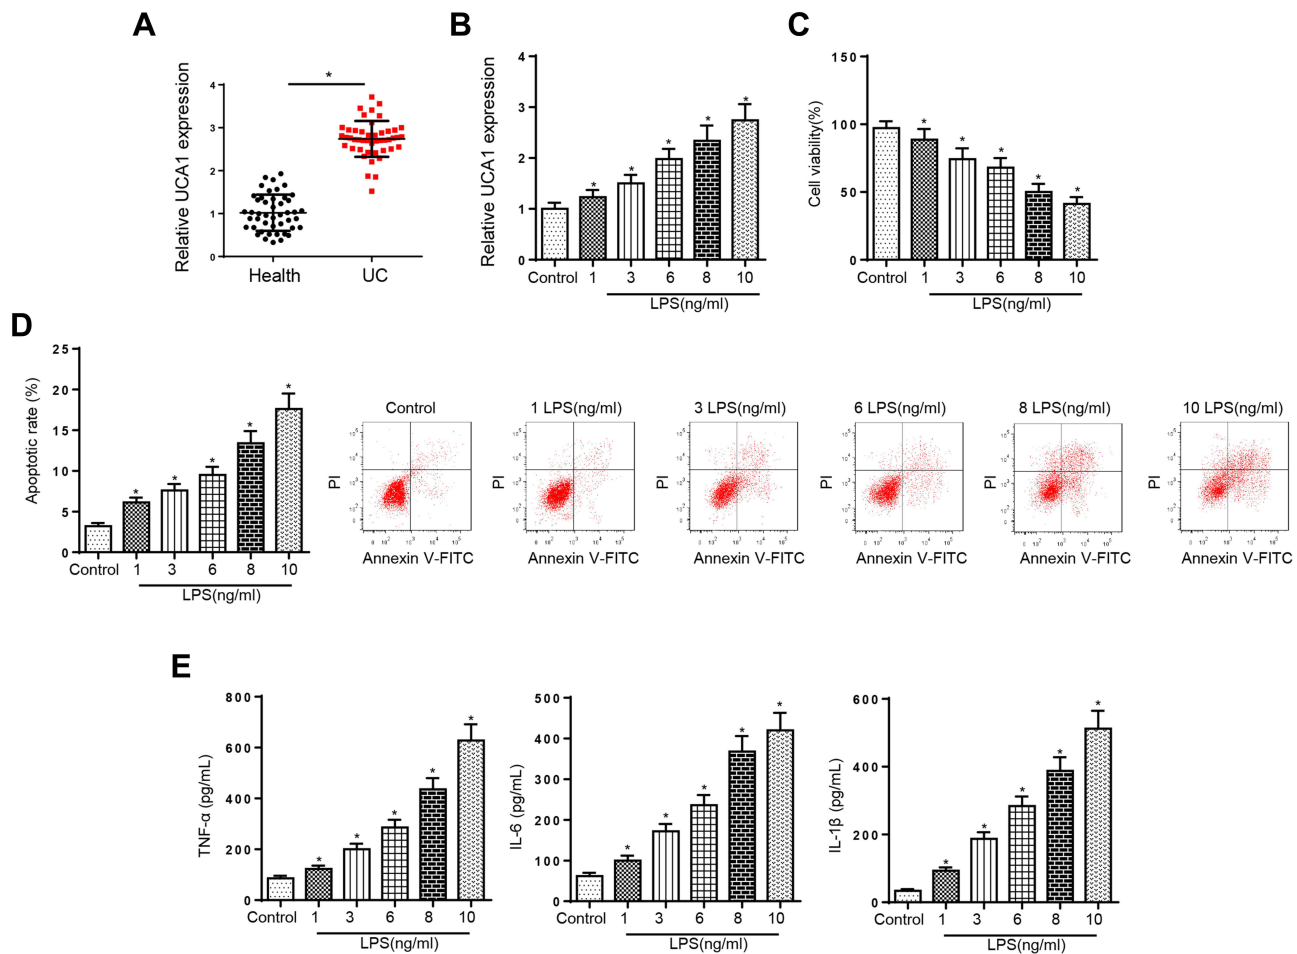 A
Relative UCA1 expression
4
3
2
1
0
*
Health UC
B
Relative UCA1 expression
4
3
2
1
0
* * * * *
Control 1 3 6 8 10
LPS(ng/ml)
C
Cell viability(%)
150
100
50
0
* * * * *
Control 1 3 6 8 10
LPS(ng/ml)
D
Apoptotic rate (%)
25
20
15
10
5
0
* * * * *
Control 1 3 6 8 10
LPS(ng/ml)
Control
PI
Annexin V-FITC
1 LPS(ng/ml)
PI
Annexin V-FITC
3 LPS(ng/ml)
PI
Annexin V-FITC
6 LPS(ng/ml)
PI
Annexin V-FITC
8 LPS(ng/ml)
PI
Annexin V-FITC
10 LPS(ng/ml)
PI
Annexin V-FITC
E
TNF-α (pg/mL)
800
600
400
200
0
* * * * *
Control 1 3 6 8 10
LPS(ng/ml)
IL-6 (pg/mL)
500
400
300
200
100
0
* * * * *
Control 1 3 6 8 10
LPS(ng/ml)
IL-1β (pg/mL)
600
400
200
0
* * * * *
Control 1 3 6 8 10
LPS(ng/ml)